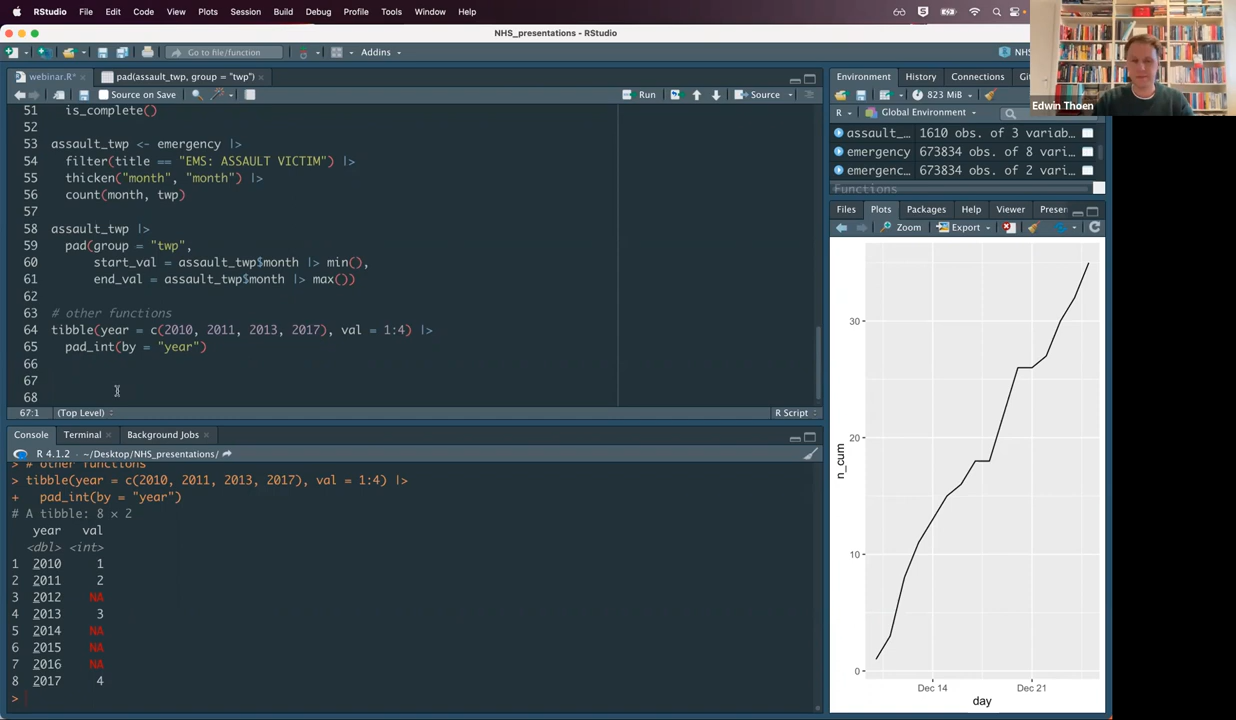 RStudio File Edit Code View Plots Session Build Debug Profile Tools Window Help
NHS_presentations - RStudio
Go to file/function Addins NHS
webinar.R* pad(assault_twp, group = "twp")
Source on Save Run Source
51 is_complete()
52
53 assault_twp <- emergency |>
54 filter(title == "EMS: ASSAULT VICTIM") |>
55 thicken("month", "month") |>
56 count(month, twp)
57
58 assault_twp |>
59 pad(group = "twp",
60 start_val = assault_twp$month |> min(),
61 end_val = assault_twp$month |> max())
62
63 # other functions
64 tibble(year = c(2010, 2011, 2013, 2017), val = 1:4) |>
65 pad_int(by = "year")
66
67
68
67:1 (Top Level) R Script
Console Terminal Background Jobs
R 4.1.2 · ~/Desktop/NHS_presentations/
> # other functions
> tibble(year = c(2010, 2011, 2013, 2017), val = 1:4) |>
+ pad_int(by = "year")
# A tibble: 8 × 2
year val
<dbl> <int>
1 2010 1
2 2011 2
3 2012 NA
4 2013 3
5 2014 NA
6 2015 NA
7 2016 NA
8 2017 4
>
Edwin Thoen
Environment History Connections Git
823 MiB
R Global Environment
assault_... 1610 obs. of 3 variab...
emergency 673834 obs. of 8 vari...
emergenc... 673834 obs. of 2 vari...
Functions
Files Plots Packages Help Viewer Presen
Zoom Export
n_cum
30
20
10
0
Dec 14 Dec 21
day